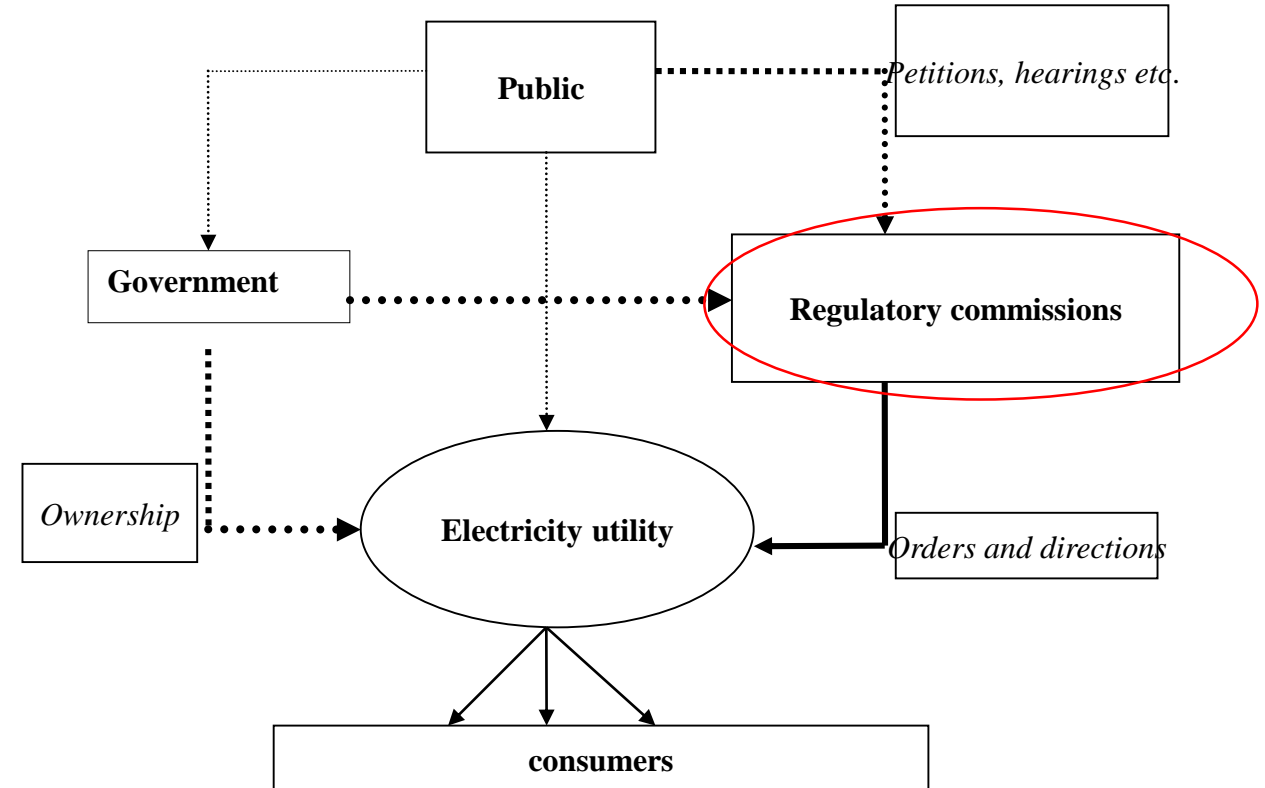 Public
Petitions, hearings etc.
Government
Regulatory commissions
Ownership
Electricity utility
Orders and directions
consumers